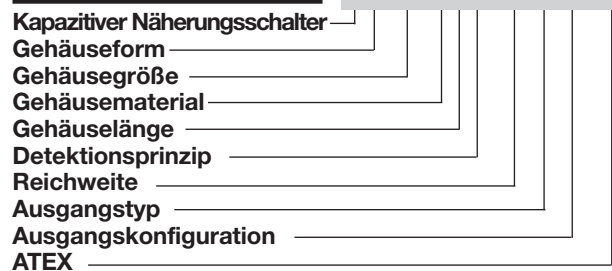 Kapazitiver Näherungsschalter
Gehäuseform
Gehäusegröße
Gehäusematerial
Gehäuselänge
Detektionsprinzip
Reichweite
Ausgangstyp
Ausgangskonfiguration
ATEX